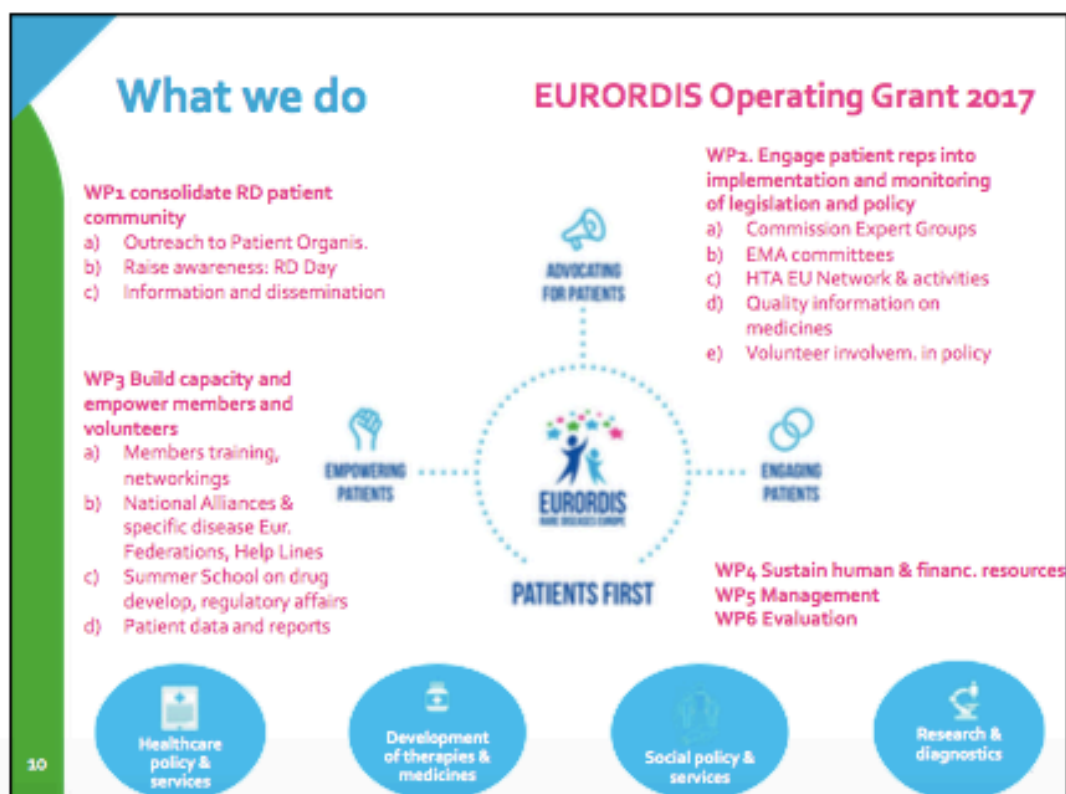 What we do
EURORDIS Operating Grant 2017
WP1 consolidate RD patient
community
a) Outreach to Patient Organis.
b) Raise awareness: RD Day
c) Information and dissemination
WP2. Engage patient reps into
implementation and monitoring
of legislation and policy
a) Commission Expert Groups
b) EMA committees
c) HTA EU Network & activities
d) Quality information on
medicines
e) Volunteer involvem. in policy
ADVOCATING
FOR PATIENTS
WP3 Build capacity and
empower members and
volunteers
a) Members training,
networkings
b) National Alliances &
specific disease Eur.
Federations, Help Lines
c) Summer School on drug
develop, regulatory affairs
d) Patient data and reports
EMPOWERING
PATIENTS
EURORDIS
RARE DISEASES EUROPE
ENGAGING
PATIENTS
PATIENTS FIRST
WP4 Sustain human & financ. resources
WP5 Management
WP6 Evaluation
Healthcare
policy &
services
Development
of therapies &
medicines
Social policy &
services
Research &
diagnostics
10